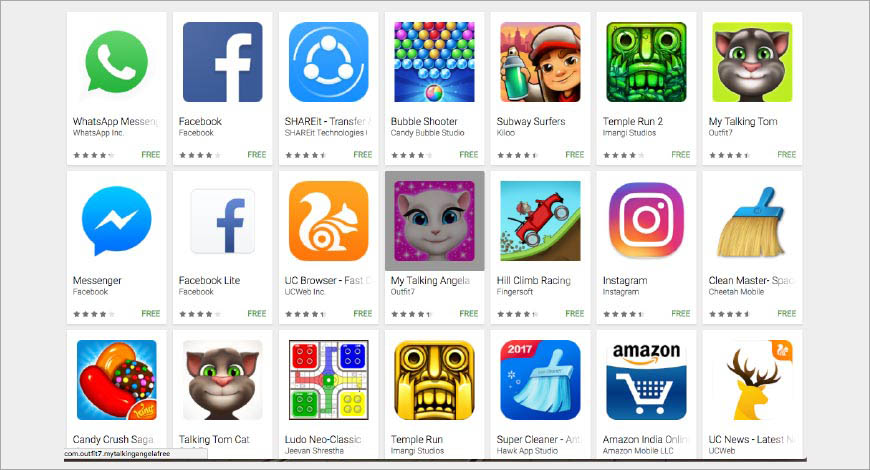 WhatsApp Messen
WhatsApp Inc.
FREE
Facebook
Facebook
FREE
SHAREit - Transfer
SHAREit Technologies
FREE
Bubble Shooter
Candy Bubble Studio
FREE
Subway Surfers
Kiloo
FREE
Temple Run 2
Imangi Studios
FREE
My Talking Tom
Outfit7
FREE
Messenger
Facebook
FREE
Facebook Lite
Facebook
FREE
UC Browser - Fast
UCWeb Inc.
FREE
My Talking Angela
Outfit7
FREE
Hill Climb Racing
Fingersoft
FREE
Instagram
Instagram
FREE
Clean Master- Spac
Cheetah Mobile
FREE
King
Candy Crush Saga
Talking Tom Cat
Outfit7
Ludo Neo-Classic
Jeevan Shrestha
Temple Run
Imangi Studios
2017
Super Cleaner - Ant
Hawk App Studio
amazon
Amazon India Onlin
Amazon Mobile LLC
UC News - Latest N
UCWeb Inc.
com.outfit7.mytalkingangelafree